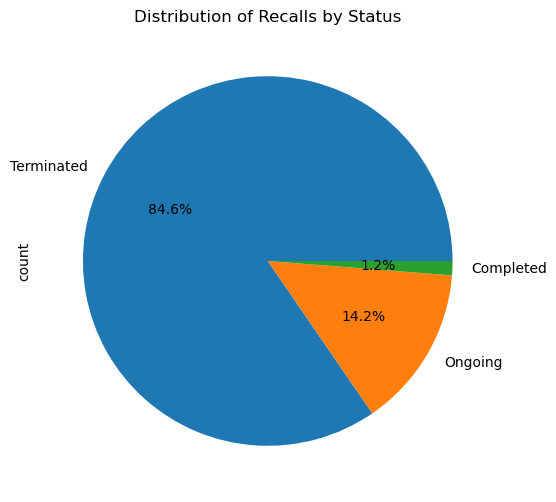 Distribution of Recalls by Status
Terminated
84.6%
count
1.2%
Completed
14.2%
Ongoing